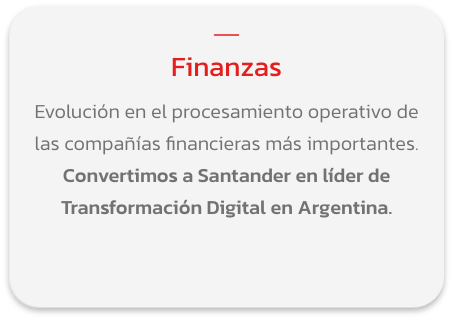 Finanzas
Evolución en el procesamiento operativo de
las compañías financieras más importantes.
Convertimos a Santander en líder de
Transformación Digital en Argentina.